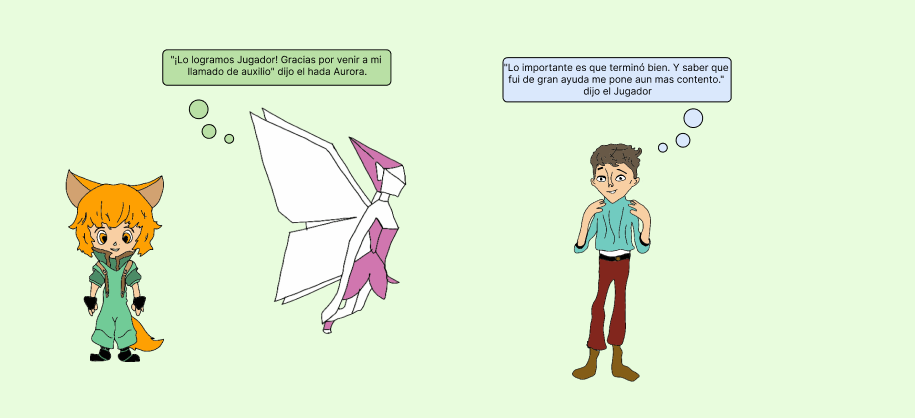 "¡Lo logramos Jugador! Gracias por venir a mi
llamado de auxilio" dijo el hada Aurora.
"Lo importante es que terminó bien. Y saber que
fui de gran ayuda me pone aun mas contento."
dijo el Jugador